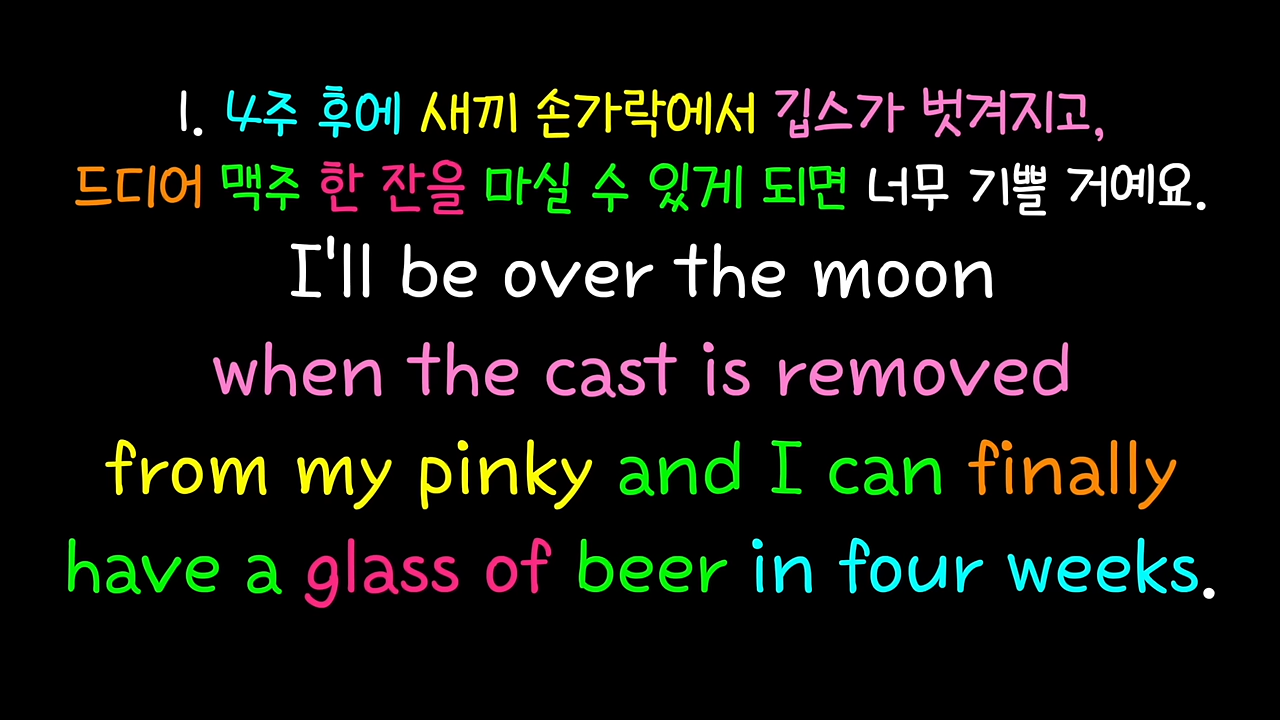 1. 4주 후에 새끼 손가락에서 깁스가 벗겨지고,
드디어 맥주 한 잔을 마실 수 있게 되면 너무 기쁠 거예요.
I'll be over the moon
when the cast is removed
from my pinky and I can finally
have a glass of beer in four weeks.